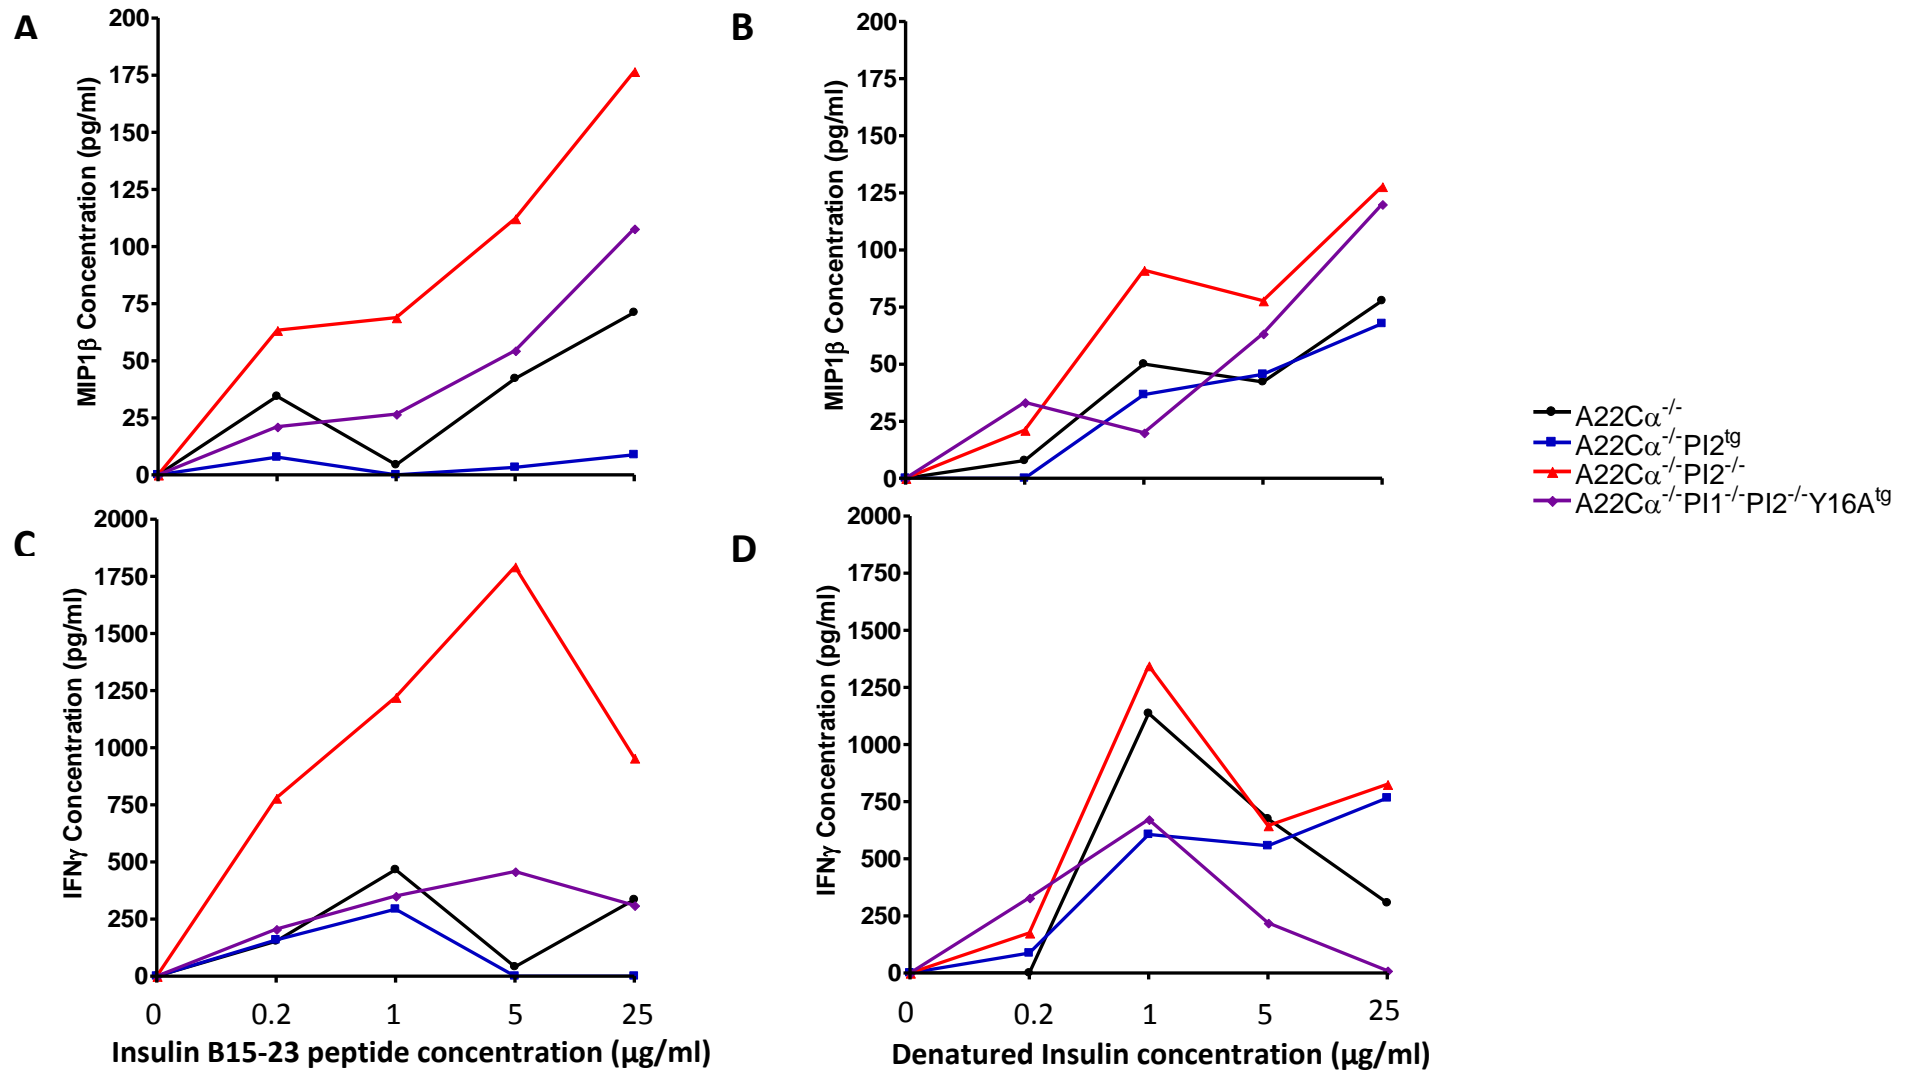 A
MIP1β Concentration (pg/ml)
200
175
150
125
100
75
50
25
0
B
MIP1β Concentration (pg/ml)
200
175
150
125
100
75
50
25
0
A22Cα-/-
A22Cα-/-PI2tg
A22Cα-/-PI2-/-
A22Cα-/-PI1-/-PI2-/-Y16Atg
C
IFNγ Concentration (pg/ml)
2000
1750
1500
1250
1000
750
500
250
0
0 0.2 1 5 25
Insulin B15-23 peptide concentration (µg/ml)
D
IFNγ Concentration (pg/ml)
2000
1750
1500
1250
1000
750
500
250
0
0 0.2 1 5 25
Denatured Insulin concentration (µg/ml)